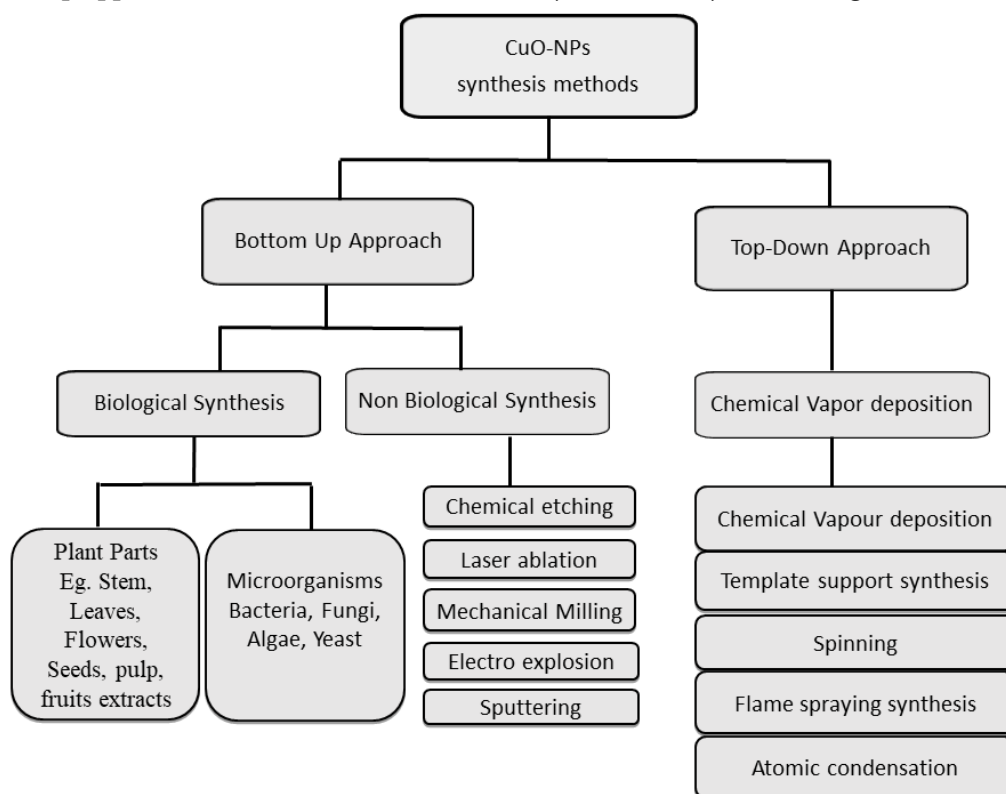 CuO-NPs
synthesis methods
Bottom Up Approach
Top-Down Approach
Biological Synthesis
Non Biological Synthesis
Chemical Vapor deposition
Plant Parts
Eg. Stem,
Leaves,
Flowers,
Seeds, pulp,
fruits extracts
Microorganisms
Bacteria, Fungi,
Algae, Yeast
Chemical etching
Laser ablation
Mechanical Milling
Electro explosion
Sputtering
Chemical Vapour deposition
Template support synthesis
Spinning
Flame spraying synthesis
Atomic condensation